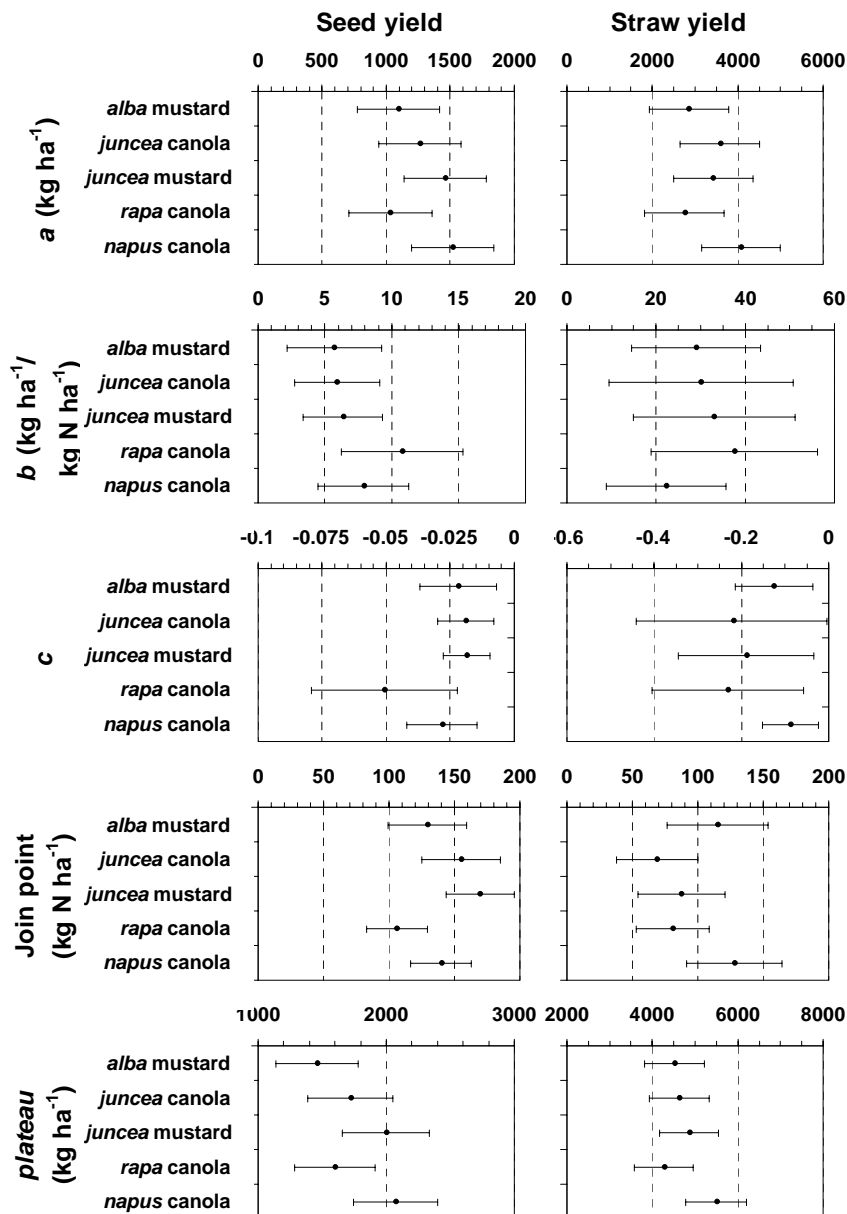 Seed yield Straw yield
0 500 1000 1500 2000 0 2000 4000 6000
a (kg ha-1)
alba mustard
juncea canola
juncea mustard
rapa canola
napus canola
0 5 10 15 20 0 20 40 60
b (kg ha-1/
kg N ha-1)
alba mustard
juncea canola
juncea mustard
rapa canola
napus canola
-0.1 -0.075 -0.05 -0.025 0 -0.6 -0.4 -0.2 0
c
alba mustard
juncea canola
juncea mustard
rapa canola
napus canola
0 50 100 150 200 0 50 100 150 200
Join point
(kg N ha-1)
alba mustard
juncea canola
juncea mustard
rapa canola
napus canola
1000 2000 3000 2000 4000 6000 8000
plateau
(kg ha-1)
alba mustard
juncea canola
juncea mustard
rapa canola
napus canola